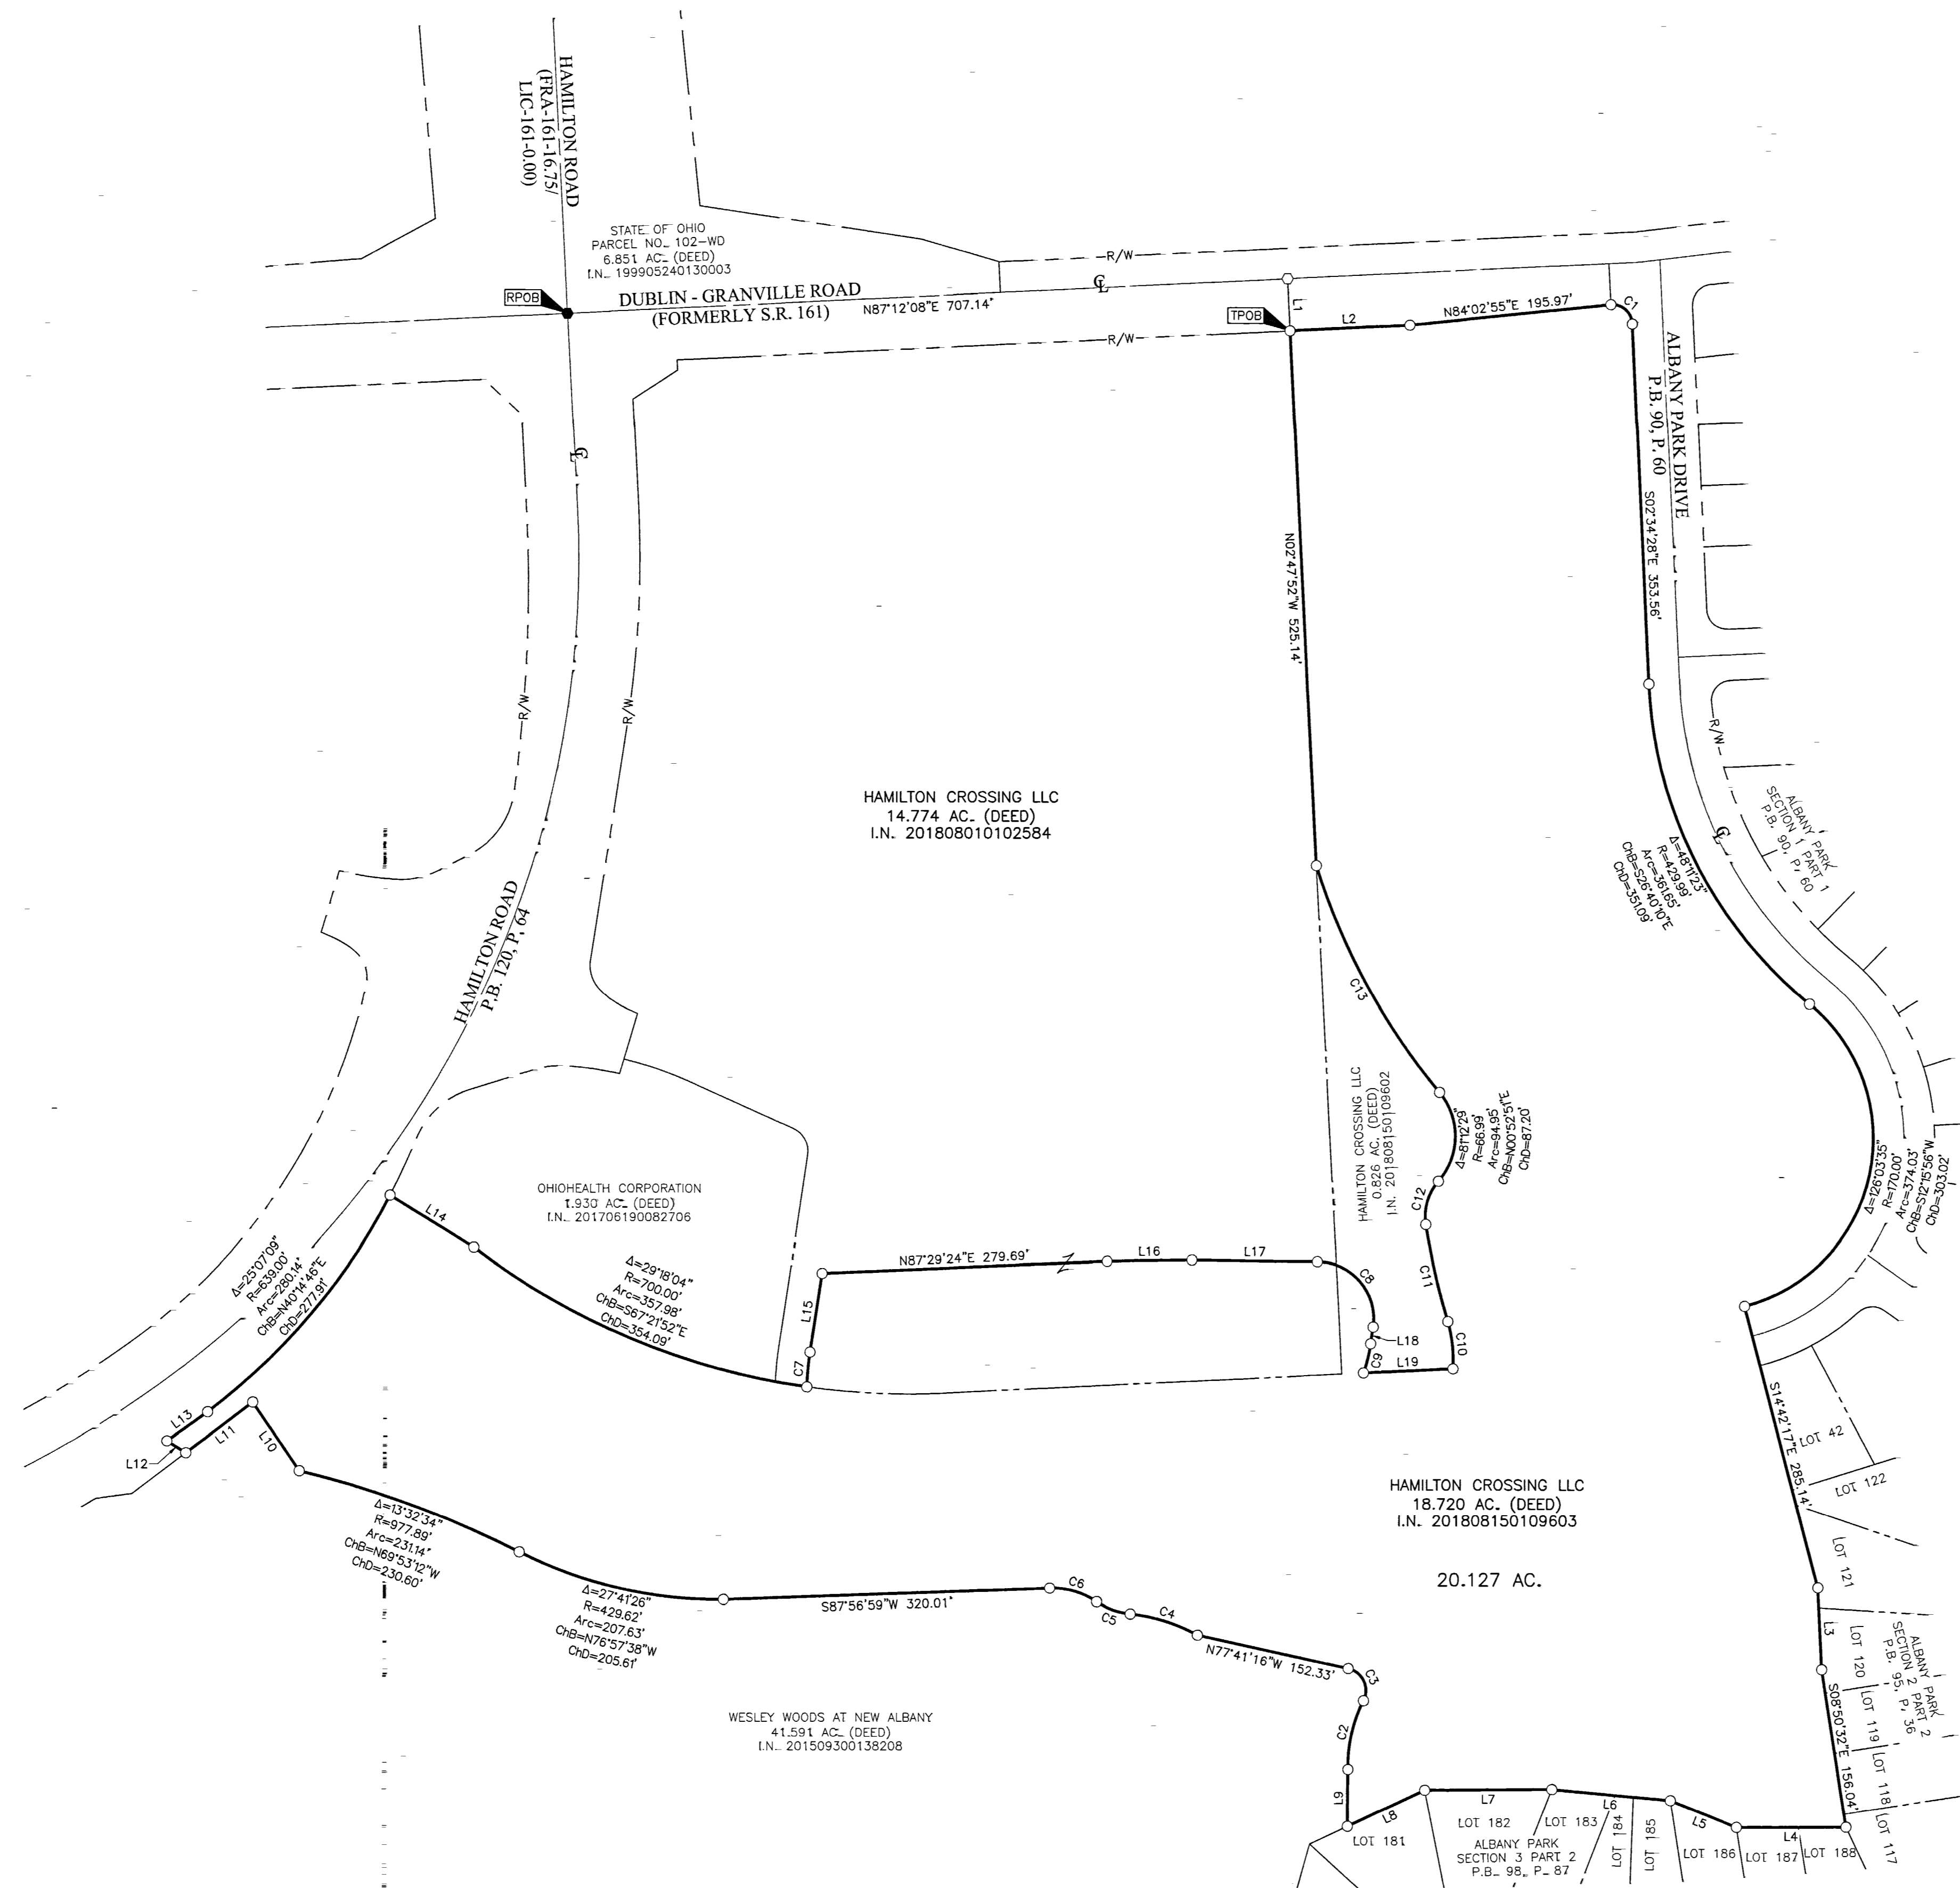 HAMILTON ROAD
(FRA-161-16.75/
LIC-161-0.00)
STATE OF OHIO
PARCEL NO. 102-WD
6.851 AC. (DEED)
I.N. 199905240130003
RPOB
DUBLIN - GRANVILLE ROAD
(FORMERLY S.R. 161)
N87°12'08"E 707.14'
R/W
CL
L1
TPOB
L2
N84°02'55"E 195.97'
C1
R/W
ALBANY PARK DRIVE
P.B. 90, P. 60
S02°34'28"E 353.56'
CL
N02°47'52"W 525.14'
R/W
R/W
R/W
HAMILTON CROSSING LLC
14.774 AC. (DEED)
I.N. 201808010102584
ALBANY PARK
SECTION 1 PART 1
P.B. 90, P. 60
CL
Δ=48°11'23"
R=429.99'
Arc=361.65'
ChB=S26°40'10"E
ChD=351.09'
HAMILTON ROAD
P.B. 120, P. 64
C13
HAMILTON CROSSING LLC
0.826 AC. (DEED)
I.N. 201808150109602
Δ=81°12'29"
R=66.99'
Arc=94.95'
ChB=N00°52'51"E
ChD=87.20'
Δ=126°03'35"
R=170.00'
Arc=374.03'
ChB=S12°15'56"W
ChD=303.02'
OHIOHEALTH CORPORATION
1.930 AC. (DEED)
I.N. 201706190082706
L14
C12
Δ=25°07'09"
R=639.00'
Arc=280.14'
ChB=N40°14'46"E
ChD=277.91'
Δ=29°18'04"
R=700.00'
Arc=357.98'
ChB=S67°21'52"E
ChD=354.09'
N87°29'24"E 279.69'
Z
L16
L17
C8
C11
L15
L18
C7
C9
L19
C10
L13
L11
L10
L12
S14°42'17"E 285.14'
LOT 42
LOT 122
HAMILTON CROSSING LLC
18.720 AC. (DEED)
I.N. 201808150109603
20.127 AC.
Δ=13°32'34"
R=977.89'
Arc=231.14'
ChB=N69°53'12"W
ChD=230.60'
Δ=27°41'26"
R=429.62'
Arc=207.63'
ChB=N76°57'38"W
ChD=205.61'
S87°56'59"W 320.01'
C6
C5
C4
N77°41'16"W 152.33'
C3
C2
L9
LOT 121
L3
LOT 120
LOT 119
LOT 118
LOT 117
ALBANY PARK
SECTION 2 PART 2
P.B. 95, P. 36
S08°50'32"E 156.04'
WESLEY WOODS AT NEW ALBANY
41.591 AC. (DEED)
I.N. 201509300138208
L8
L7
L6
L5
L4
LOT 181
LOT 182
LOT 183
LOT 184
LOT 185
LOT 186
LOT 187
LOT 188
ALBANY PARK
SECTION 3 PART 2
P.B. 98, P. 87